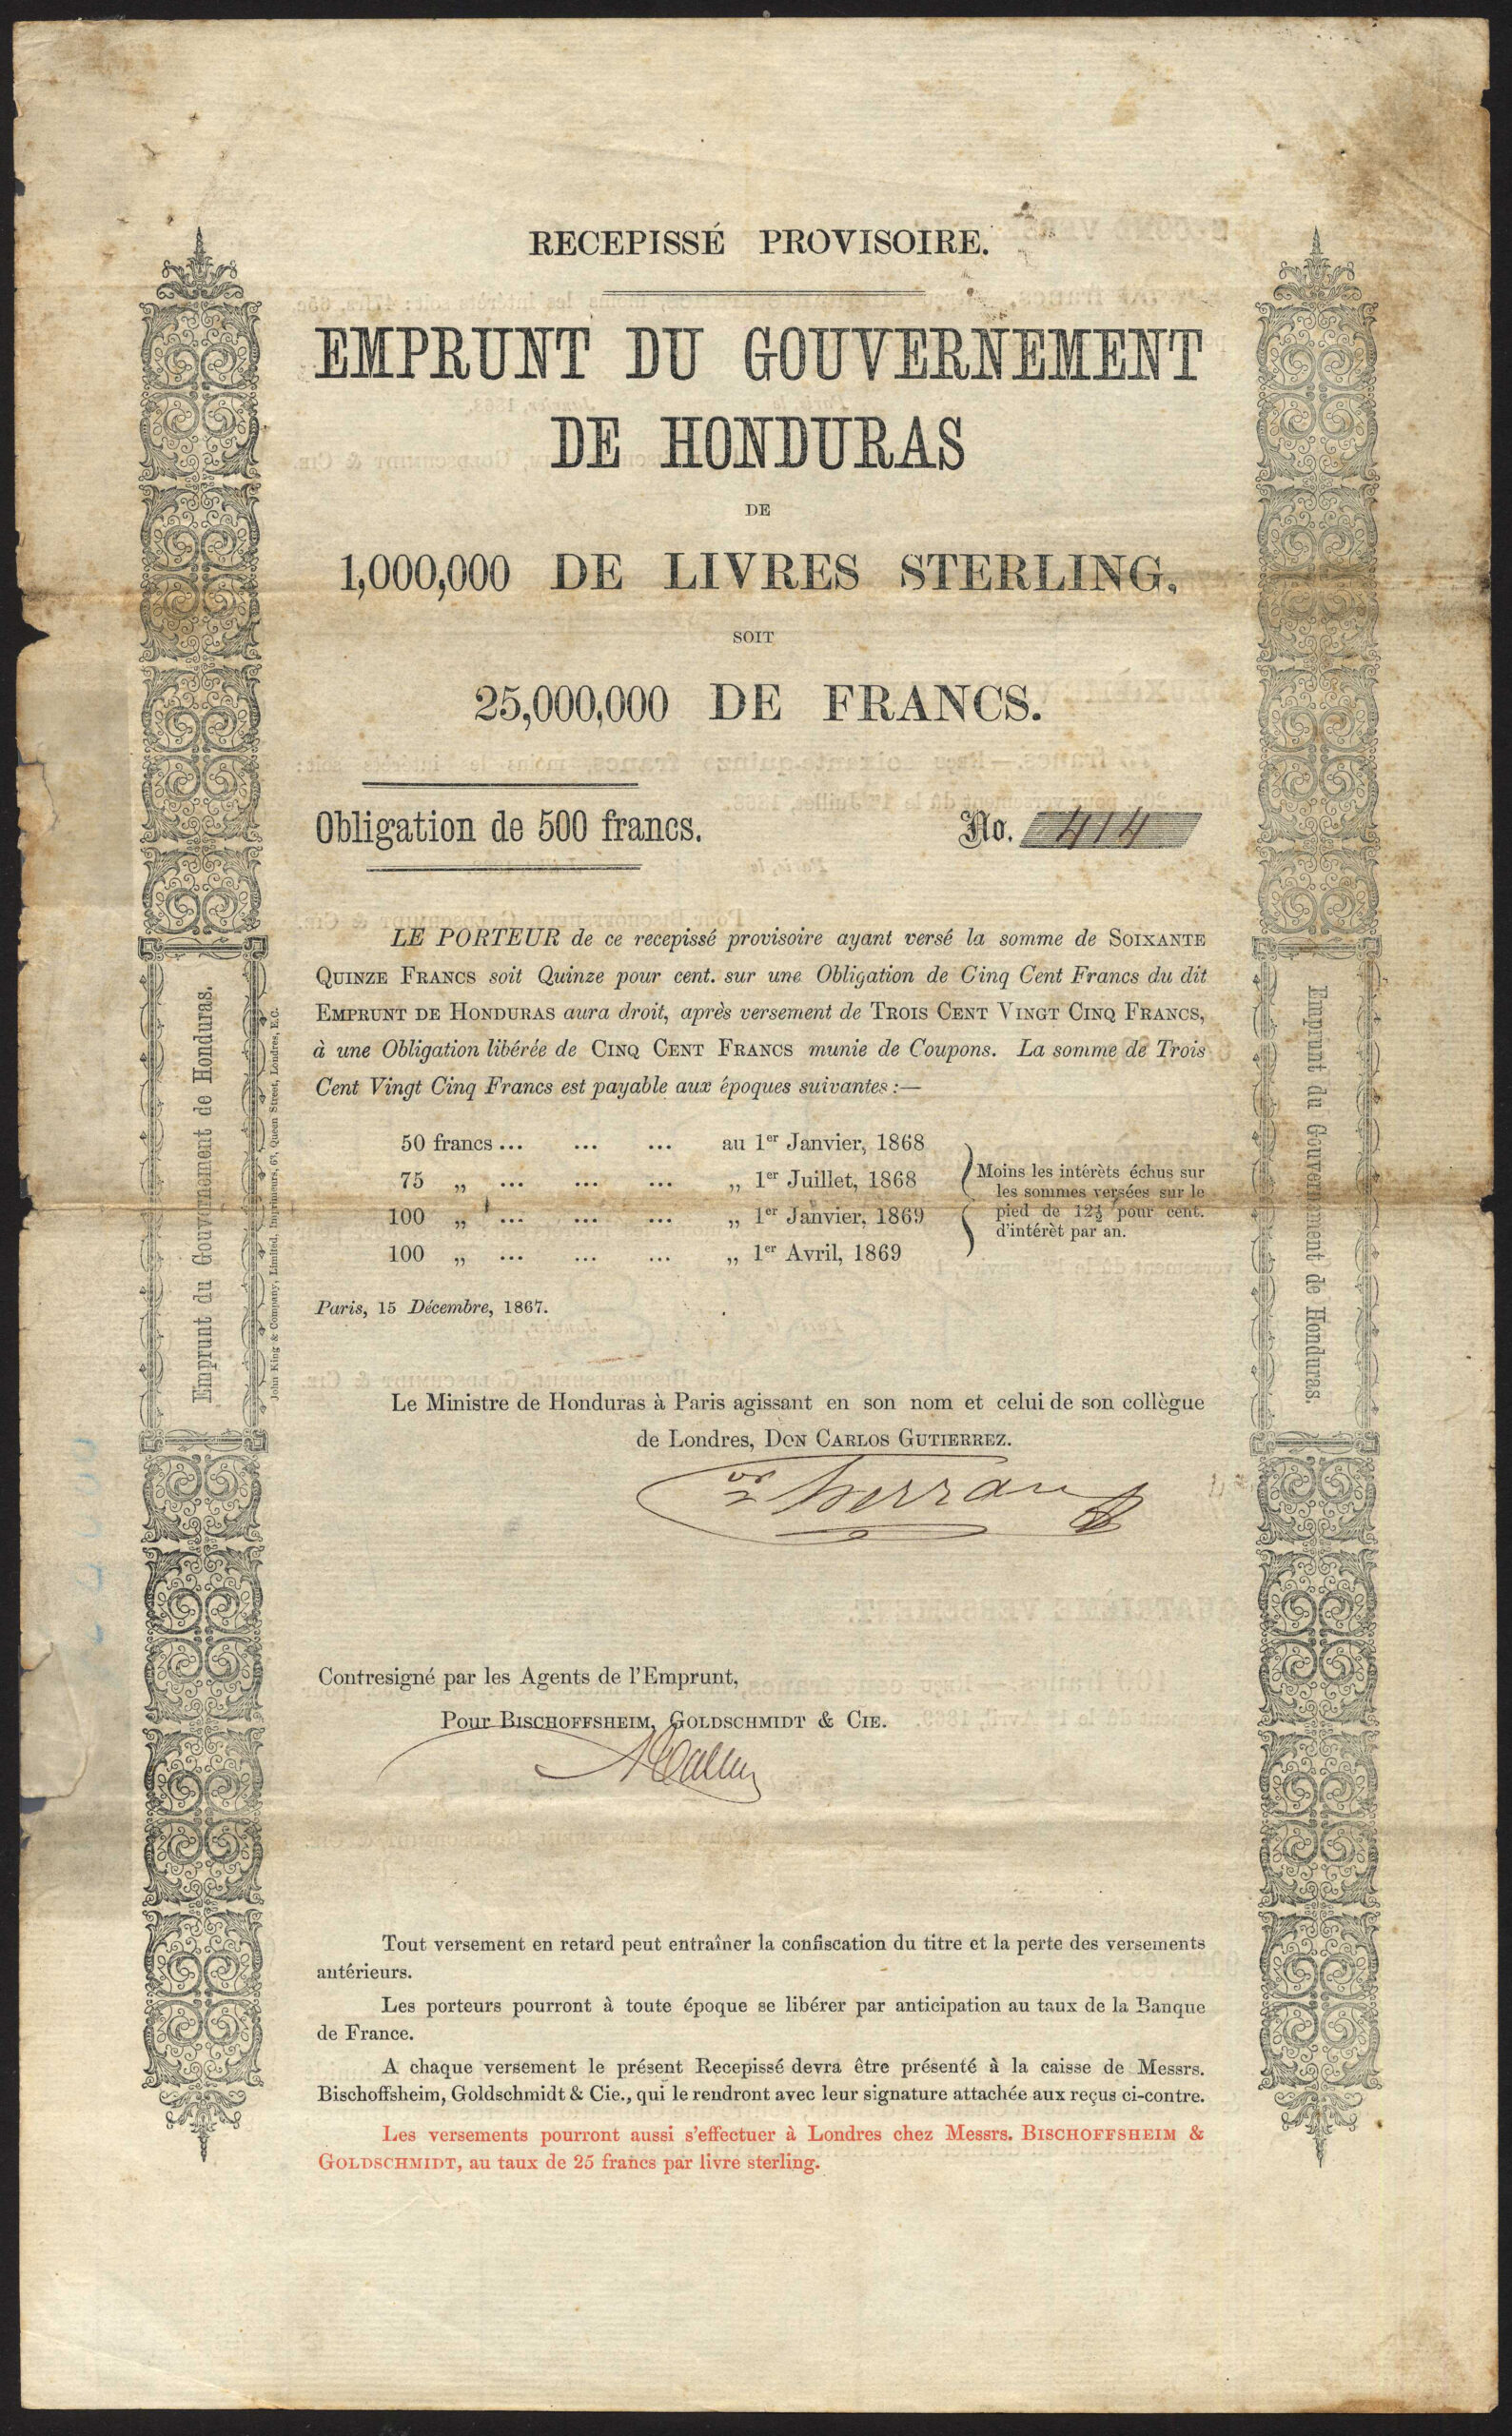 RECEPISSÉ PROVISOIRE.
EMPRUNT DU GOUVERNEMENT
DE HONDURAS
DE
1,000,000 DE LIVRES STERLING,
SOIT
25,000,000 DE FRANCS.
Obligation de 500 francs.
No. 414
LE PORTEUR de ce recepissé provisoire ayant versé la somme de SOIXANTE
QUINZE FRANCS soit Quinze pour cent. sur une Obligation de Cinq Cent Francs du dit
EMPRUNT DE HONDURAS aura droit, après versement de TROIS CENT VINGT CINQ FRANCS,
à une Obligation libérée de CINQ CENT FRANCS munie de Coupons. La somme de Trois
Cent Vingt Cinq Francs est payable aux époques suivantes :—
50 francs ... ... ... au 1er Janvier, 1868
75 „ ... ... ... „ 1er Juillet, 1868
100 „ ... ... ... „ 1er Janvier, 1869
100 „ ... ... ... „ 1er Avril, 1869
Moins les intérèts échus sur
les sommes versées sur le
pied de 12½ pour cent.
d'intérèt par an.
Paris, 15 Décembre, 1867.
Le Ministre de Honduras à Paris agissant en son nom et celui de son collègue
de Londres, DON CARLOS GUTIERREZ.
Herran
Contresigné par les Agents de l'Emprunt,
Pour BISCHOFFSHEIM, GOLDSCHMIDT & CIE.
Tout versement en retard peut entraîner la confiscation du titre et la perte des versements
antérieurs.
Les porteurs pourront à toute époque se libérer par anticipation au taux de la Banque
de France.
A chaque versement le présent Recepissé devra être présenté à la caisse de Messrs.
Bischoffsheim, Goldschmidt & Cie., qui le rendront avec leur signature attachée aux reçus ci-contre.
Les versements pourront aussi s'effectuer à Londres chez Messrs. BISCHOFFSHEIM &
GOLDSCHMIDT, au taux de 25 francs par livre sterling.
Emprunt du Gouvernement de Honduras.
John King & Company, Limited, Imprimeurs, 63, Queen Street, Londres, E.C.
Emprunt du Gouvernement de Honduras.